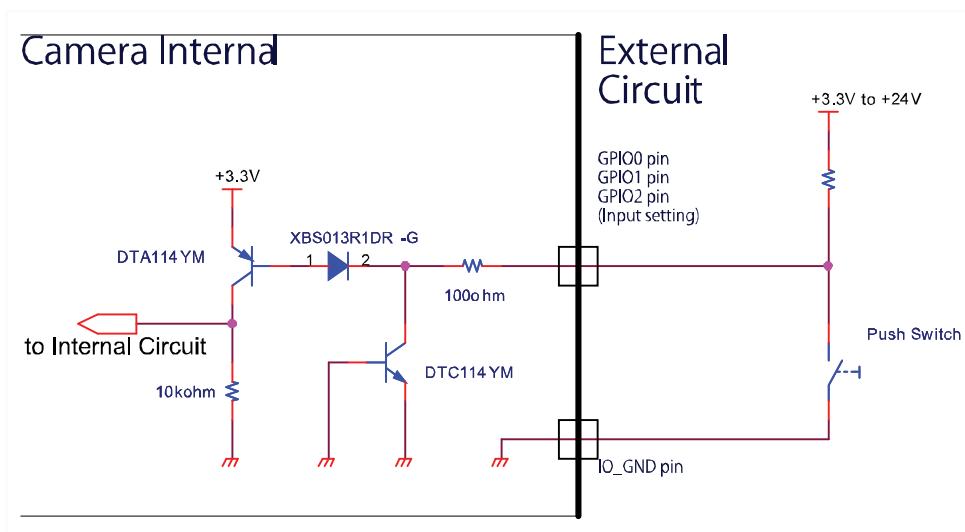 Camera Internal
External
Circuit
+3.3V to +24V
GPIO0 pin
GPIO1 pin
GPIO2 pin
(Input setting)
+3.3V
XBS013R1DR -G
DTA114YM
1
2
100ohm
to Internal Circuit
Push Switch
DTC114YM
10kohm
IO_GND pin